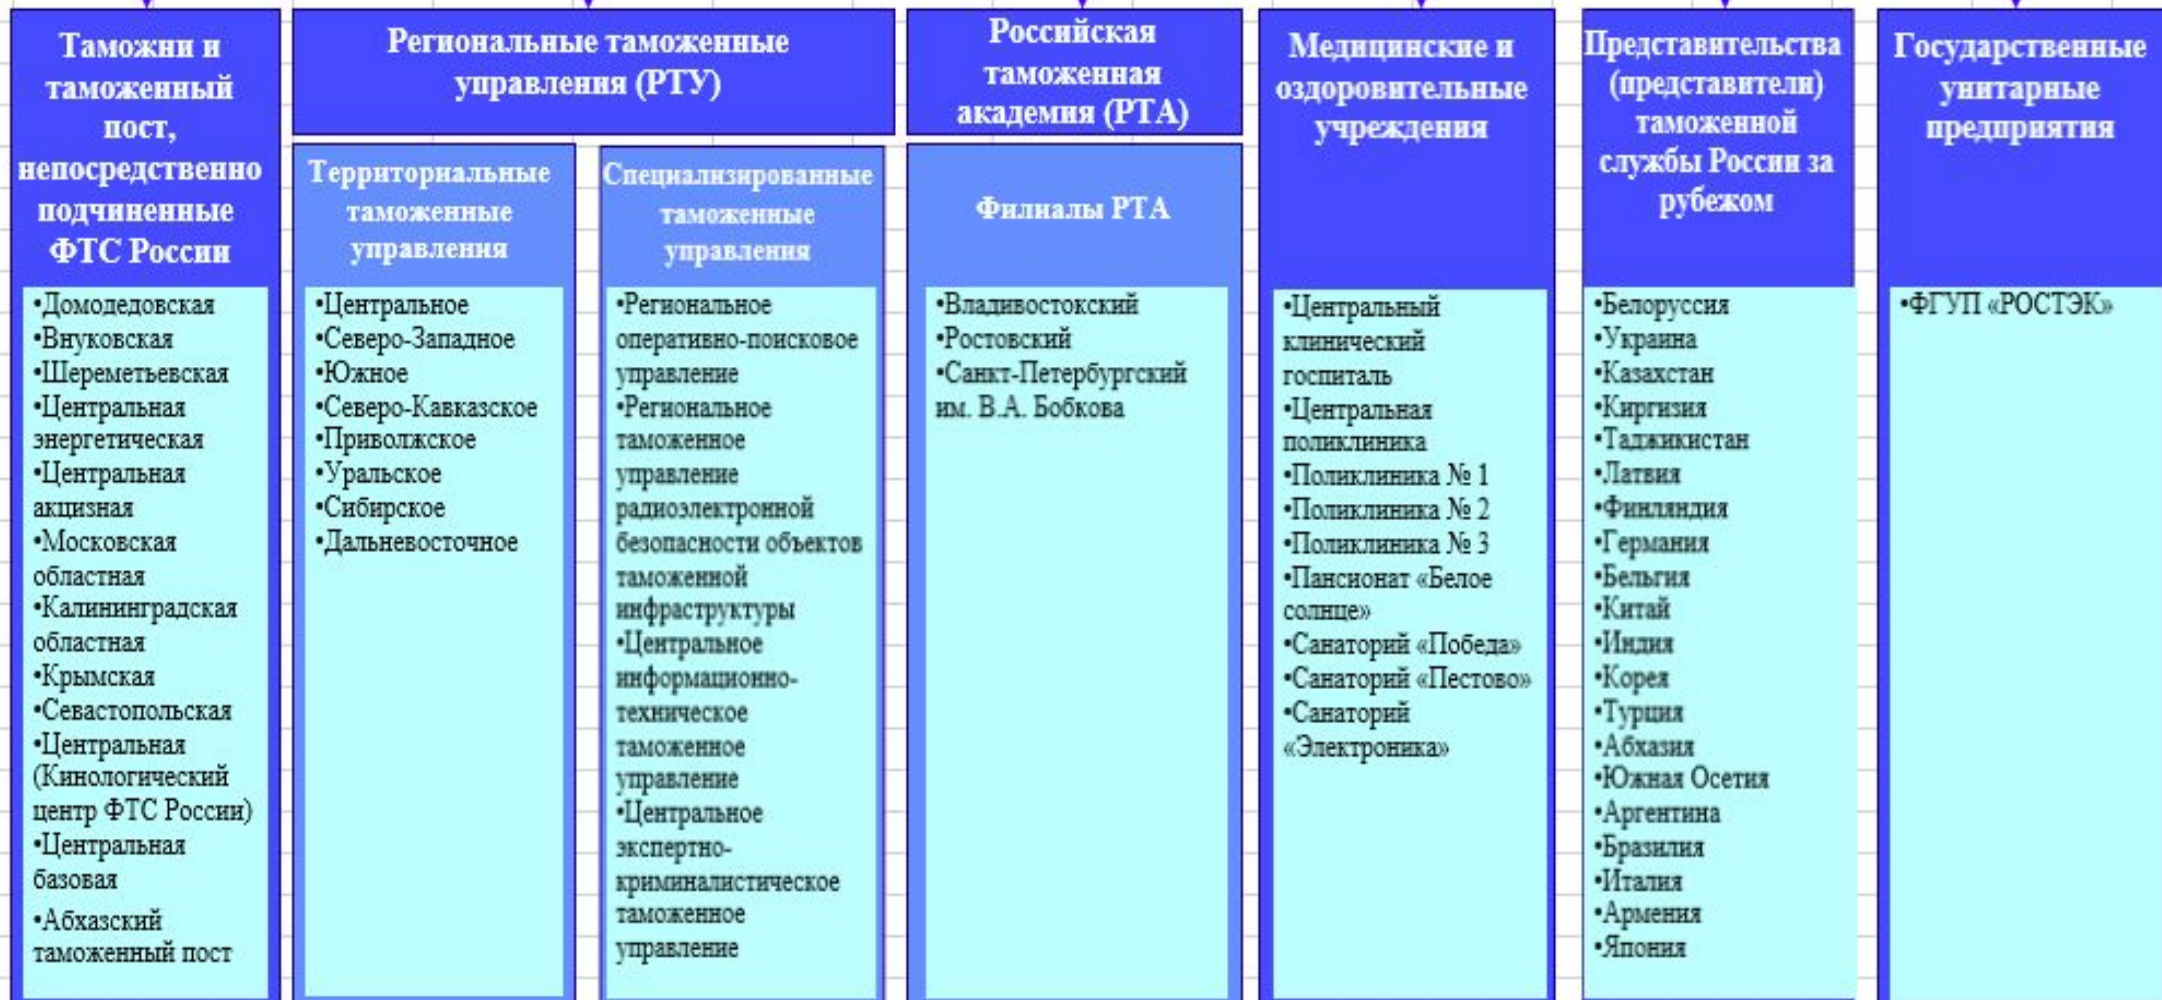 Таможни и
таможенный
пост,
непосредственно
подчиненные
ФТС России
•Домодедовская
•Внуковская
•Шереметьевская
•Центральная
энергетическая
•Центральная
акцизная
•Московская
областная
•Калининградская
областная
•Крымская
•Севастопольская
•Центральная
(Кинологический
центр ФТС России)
•Центральная
базовая
•Абхазский
таможенный пост
Региональные таможенные
управления (РТУ)
Территориальные
таможенные
управления
•Центральное
•Северо-Западное
•Южное
•Северо-Кавказское
•Приволжское
•Уральское
•Сибирское
•Дальневосточное
Специализированные
таможенные
управления
•Региональное
оперативно-поисковое
управление
•Региональное
таможенное
управление
радиоэлектронной
безопасности объектов
таможенной
инфраструктуры
•Центральное
информационно-
техническое
таможенное
управление
•Центральное
экспертно-
криминалистическое
таможенное
управление
Российская
таможенная
академия (РТА)
Филиалы РТА
•Владивостокский
•Ростовский
•Санкт-Петербургский
им. В.А. Бобкова
Медицинские и
оздоровительные
учреждения
•Центральный
клинический
госпиталь
•Центральная
поликлиника
•Поликлиника № 1
•Поликлиника № 2
•Поликлиника № 3
•Пансионат «Белое
солнце»
•Санаторий «Победа»
•Санаторий «Пестово»
•Санаторий
«Электроника»
Представительства
(представители)
таможенной
службы России за
рубежом
•Белоруссия
•Украина
•Казахстан
•Киргизия
•Таджикистан
•Латвия
•Финляндия
•Германия
•Бельгия
•Китай
•Индия
•Корея
•Турция
•Абхазия
•Южная Осетия
•Аргентина
•Бразилия
•Италия
•Армения
•Япония
Государственные
унитарные
предприятия
•ФГУП «РОСТЭК»